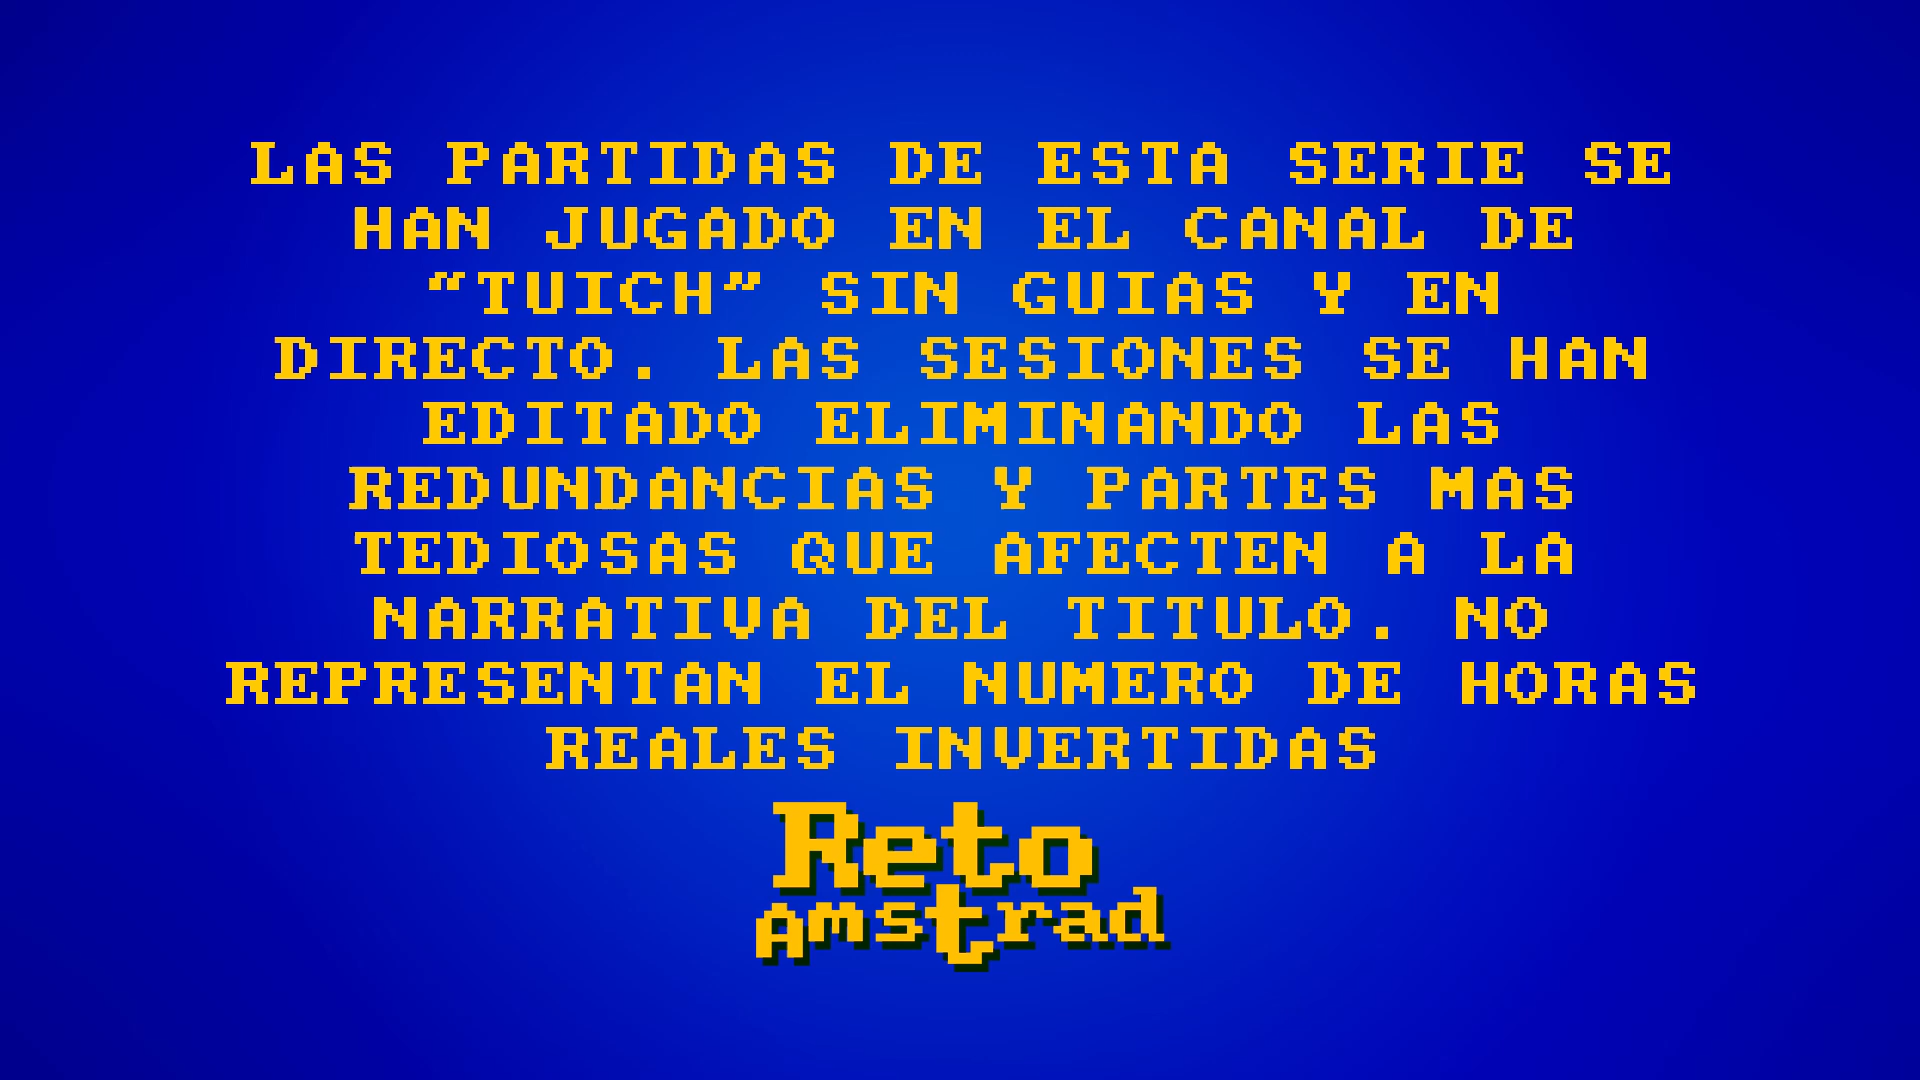 LAS PARTIDAS DE ESTA SERIE SE
HAN JUGADO EN EL CANAL DE
"TUICH" SIN GUIAS Y EN
DIRECTO. LAS SESIONES SE HAN
EDITADO ELIMINANDO LAS
REDUNDANCIAS Y PARTES MAS
TEDIOSAS QUE AFECTEN A LA
NARRATIVA DEL TITULO. NO
REPRESENTAN EL NUMERO DE HORAS
REALES INVERTIDAS
Reto
Amstrad